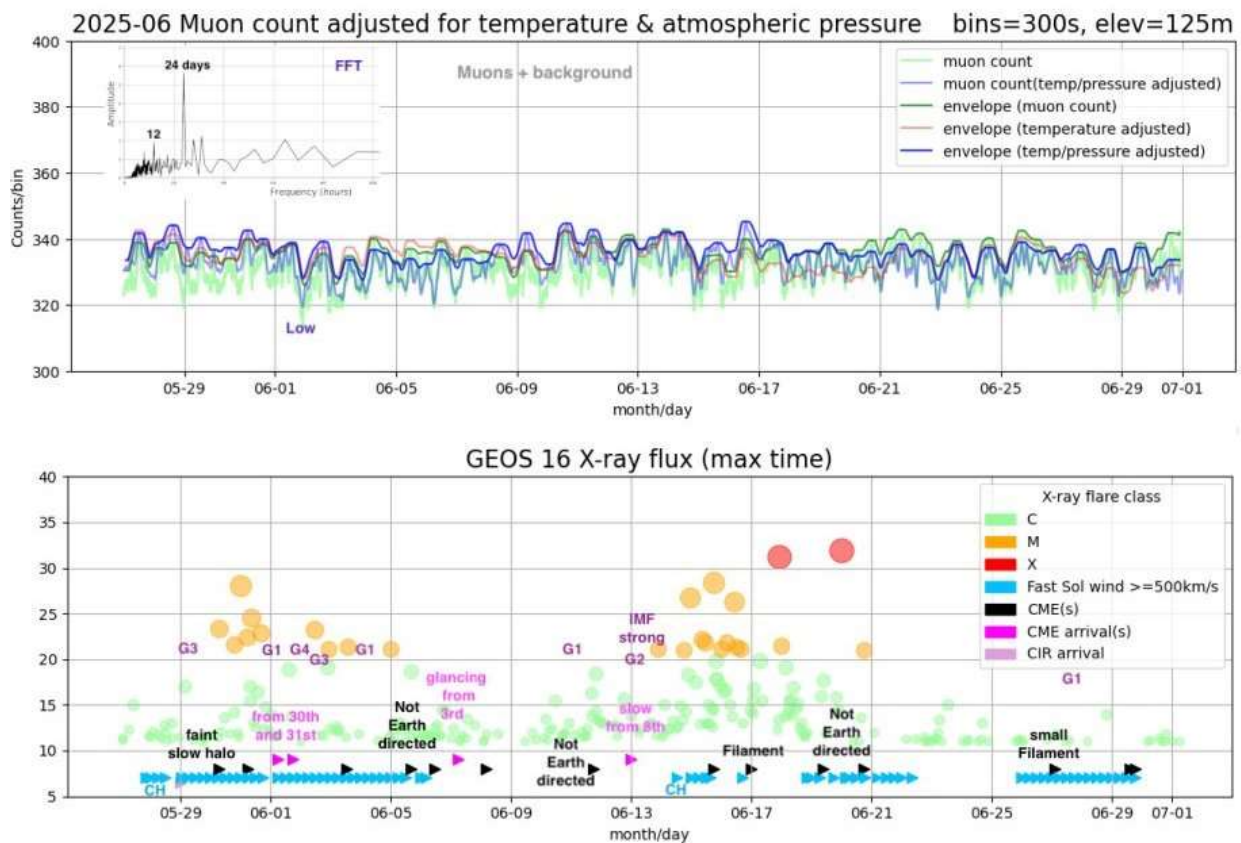 2025-06 Muon count adjusted for temperature & atmospheric pressure    bins=300s, elev=125m
400
380
360
340
320
300
Counts/bin
24 days
FFT
12
Amplitude
Frequency (hours)
Muons + background
muon count
muon count(temp/pressure adjusted)
envelope (muon count)
envelope (temperature adjusted)
envelope (temp/pressure adjusted)
Low
05-29 06-01 06-05 06-09 06-13 06-17 06-21 06-25 06-29 07-01
month/day
GEOS 16 X-ray flux (max time)
40
35
30
25
20
15
10
5
X-ray flare class
C
M
X
Fast Sol wind >=500km/s
CME(s)
CME arrival(s)
CIR arrival
IMF
strong
G3 G1 G4 G1 G1
G3 G2
G1
glancing
from
3rd
from 30th
and 31st
slow
from 8th
faint
slow halo
Not
Earth
directed
Not
Earth
directed
Filament
Not
Earth
directed
small
Filament
CH
CH
05-29 06-01 06-05 06-09 06-13 06-17 06-21 06-25 06-29 07-01
month/day